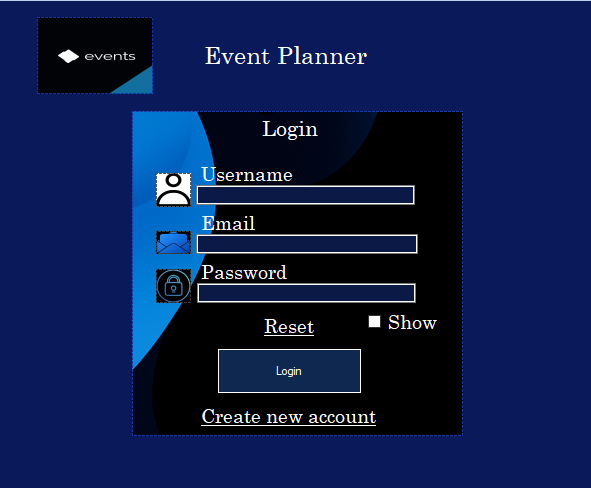 events
Event Planner
Login
Username
Email
Password
Reset
Show
Login
Create new account